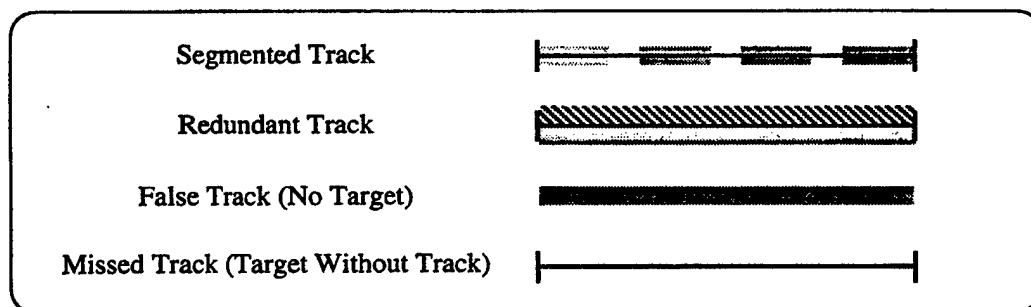 Segmented Track
Redundant Track
False Track (No Target)
Missed Track (Target Without Track)